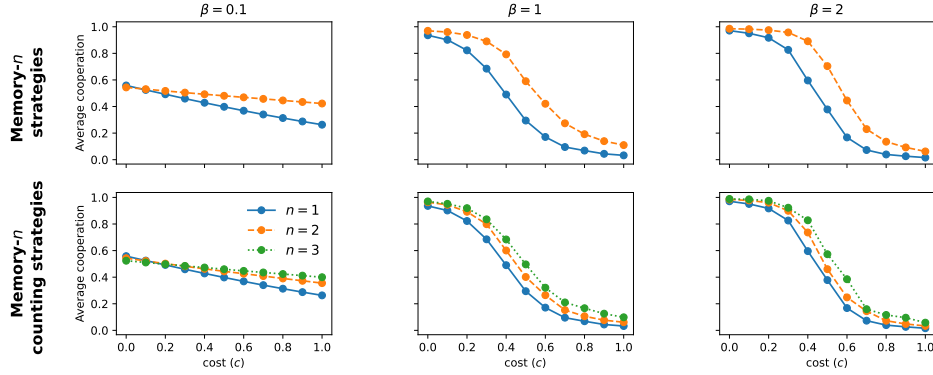 β = 0.1
β = 1
β = 2
Memory-n
strategies
Average cooperation
1.0
0.8
0.6
0.4
0.2
0.0
Memory-n
counting strategies
Average cooperation
1.0
0.8
0.6
0.4
0.2
0.0
n = 1
n = 2
n = 3
0.0 0.2 0.4 0.6 0.8 1.0
0.0 0.2 0.4 0.6 0.8 1.0
0.0 0.2 0.4 0.6 0.8 1.0
cost (c)
cost (c)
cost (c)